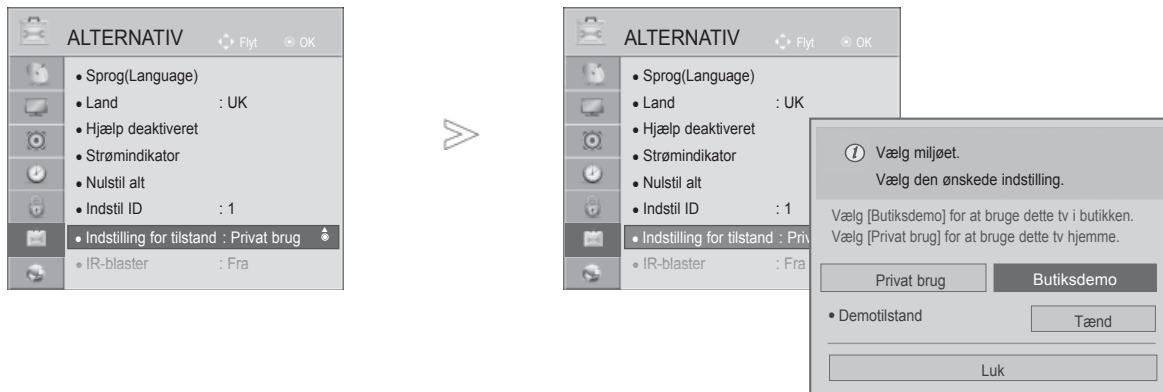 ALTERNATIV Flyt OK
• Sprog(Language)
• Land : UK
• Hjælp deaktiveret
• Strømindikator
• Nulstil alt
• Indstil ID : 1
• Indstilling for tilstand : Privat brug
• IR-blaster : Fra
ALTERNATIV Flyt OK
• Sprog(Language)
• Land : UK
• Hjælp deaktiveret
• Strømindikator
• Nulstil alt
• Indstil ID : 1
• Indstilling for tilstand : Priv
• IR-blaster : Fra
i Vælg miljøet.
Vælg den ønskede indstilling.
Vælg [Butiksdemo] for at bruge dette tv i butikken.
Vælg [Privat brug] for at bruge dette tv hjemme.
Privat brug Butiksdemo
• Demotilstand Tænd
Luk